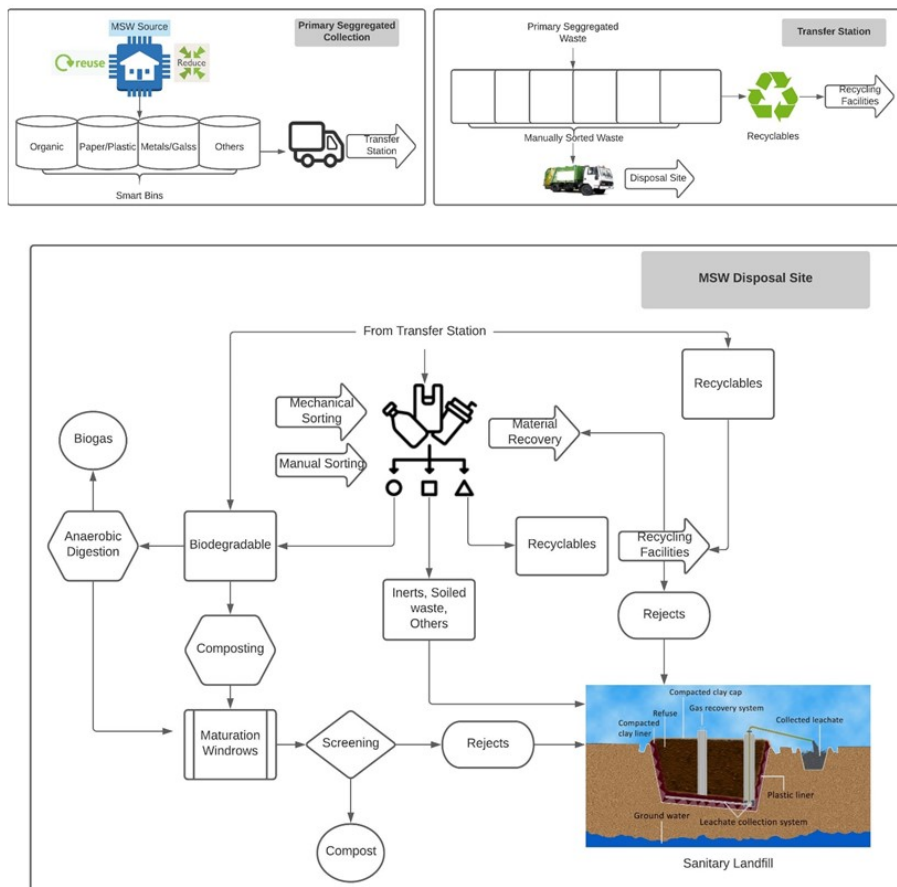 MSW Source
reuse
Reduce
Primary Seggregated
Collection
Organic
Paper/Plastic
Metals/Galss
Others
Smart Bins
Transfer
Station
Primary Seggregated
Waste
Transfer Station
Manually Sorted Waste
Recyclables
Recycling
Facilities
Disposal Site
MSW Disposal Site
From Transfer Station
Recyclables
Mechanical
Sorting
Manual Sorting
Material
Recovery
Biogas
Anaerobic
Digestion
Biodegradable
Recyclables
Recycling
Facilities
Inerts, Soiled
waste,
Others
Rejects
Composting
Maturation
Windrows
Screening
Rejects
Compost
Compacted clay cap
Gas recovery system
Refuse
Compacted
clay liner
Collected leachate
Plastic liner
Leachate collection
system
Ground water
Sanitary Landfill